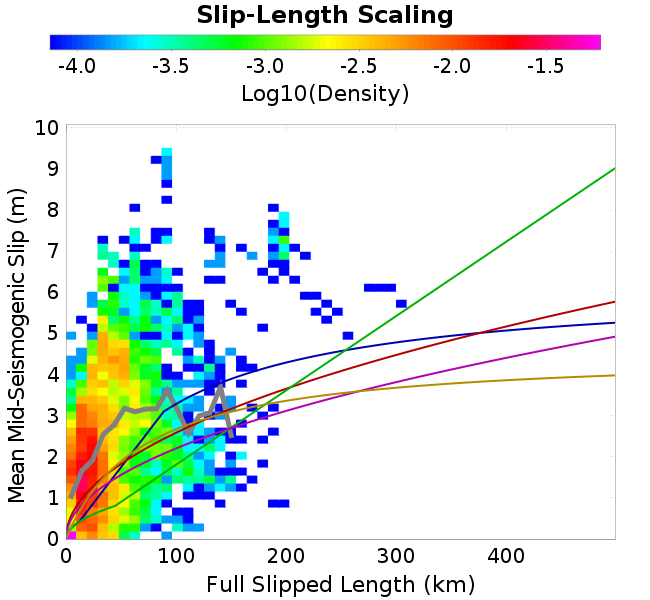 Slip-Length Scaling
-4.0 -3.5 -3.0 -2.5 -2.0 -1.5
Log10(Density)
10
9
8
7
6
5
4
3
2
1
0
Mean Mid-Seismogenic Slip (m)
0 100 200 300 400
Full Slipped Length (km)